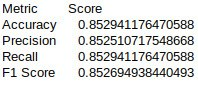 Metric Score
Accuracy 0.852941176470588
Precision 0.852510717548668
Recall 0.852941176470588
F1 Score 0.852694938440493